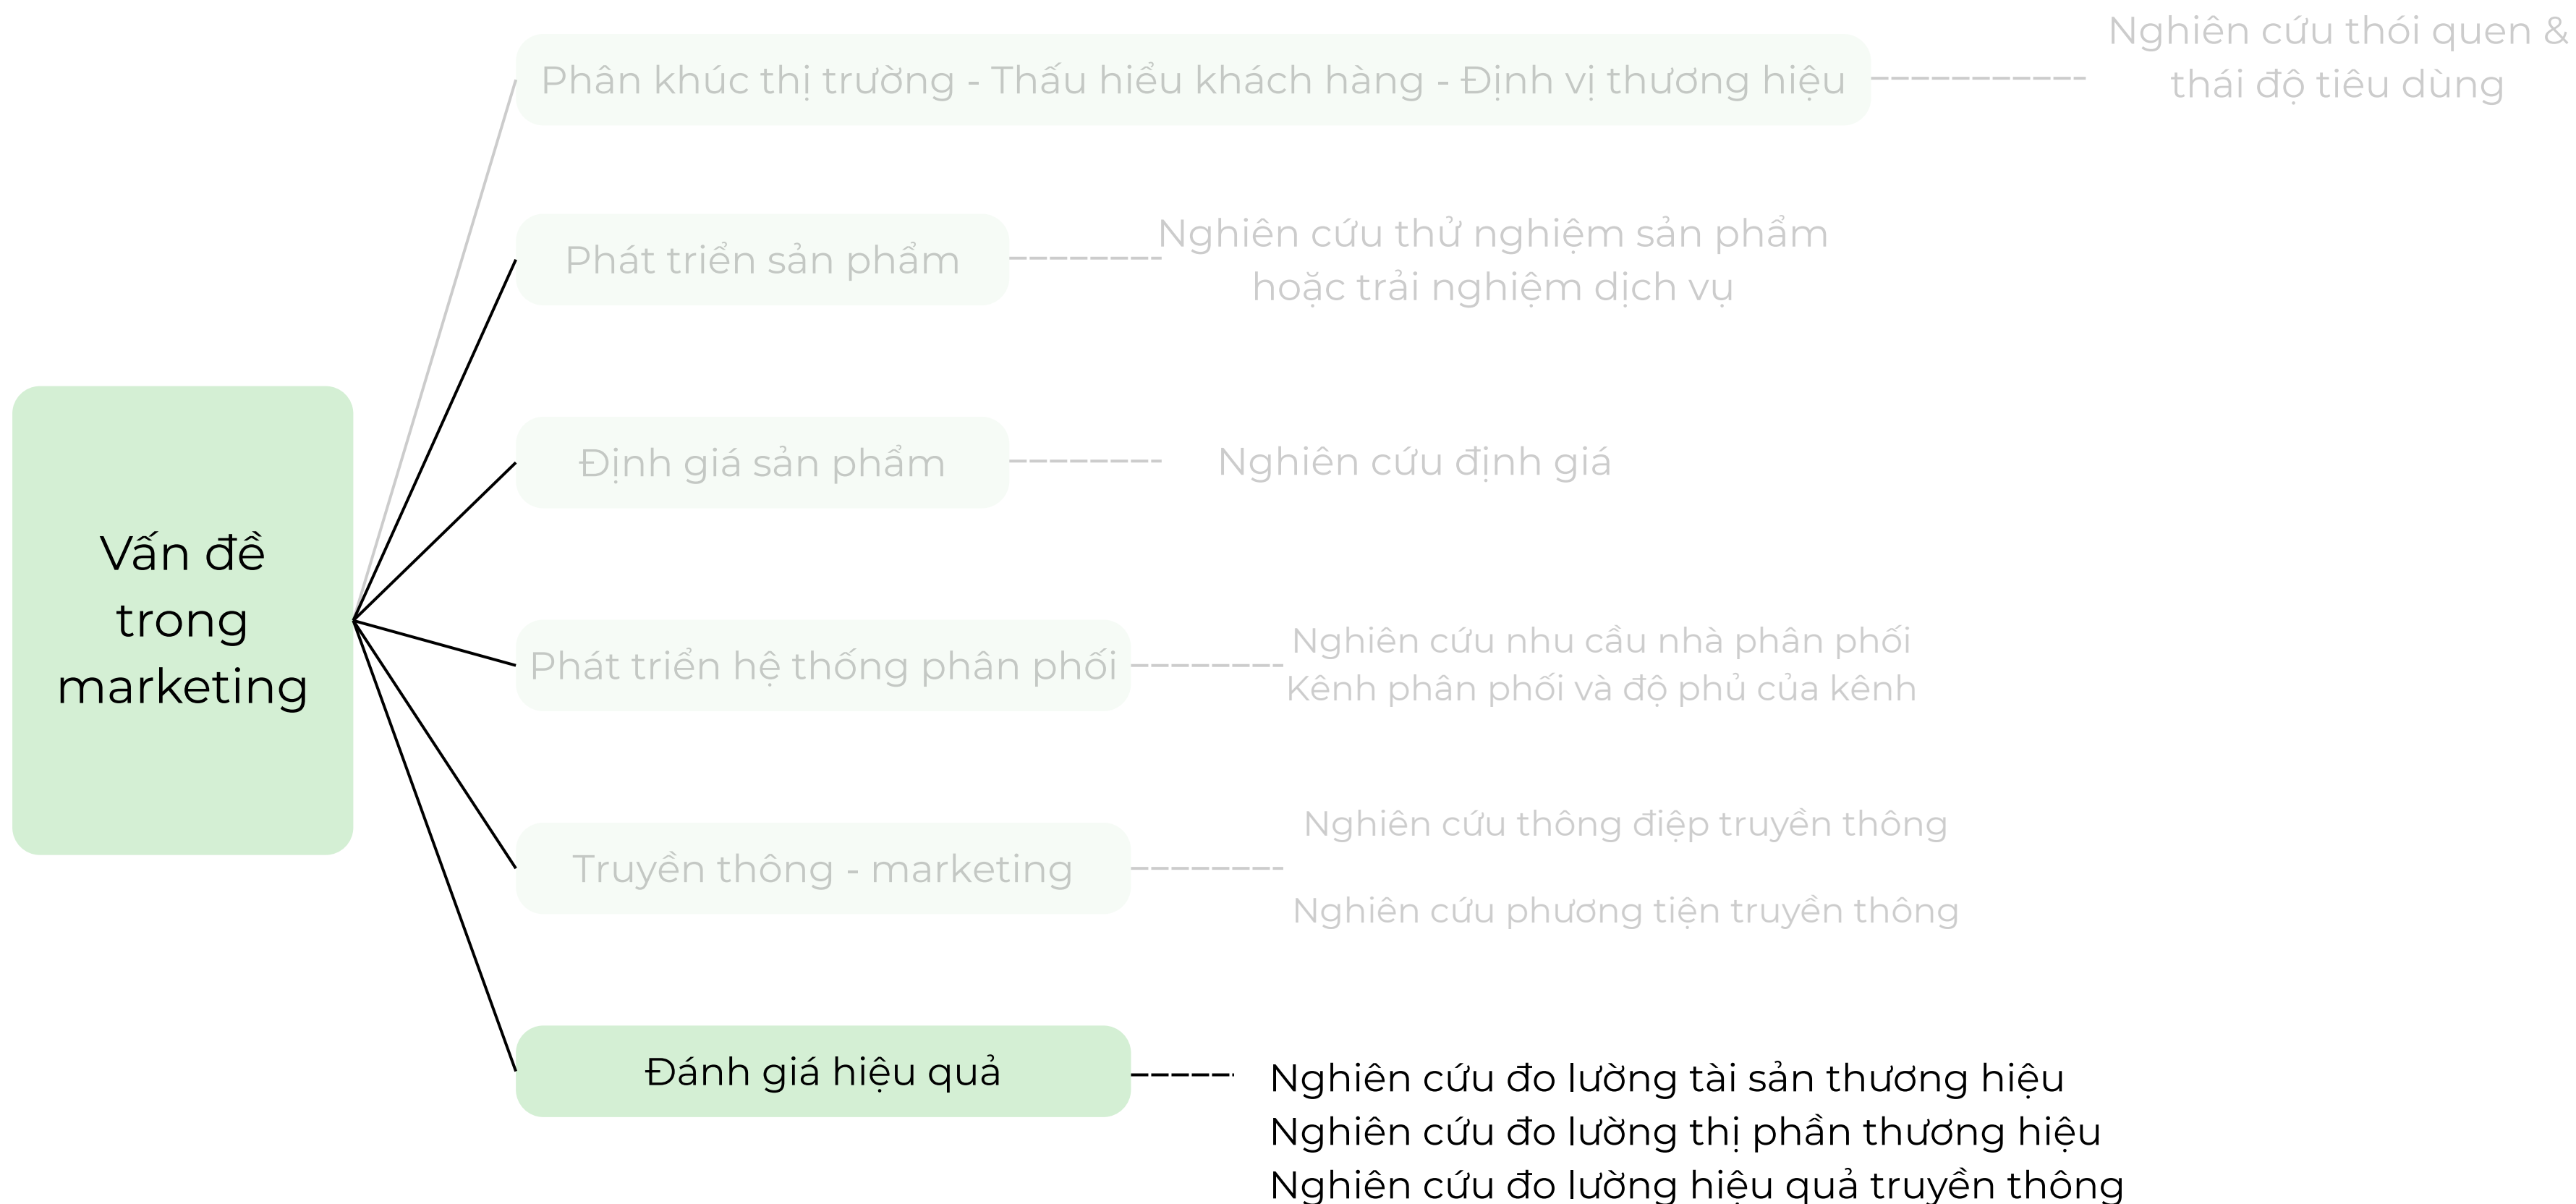 Nghiên cứu thói quen &
thái độ tiêu dùng
Phân khúc thị trường - Thấu hiểu khách hàng - Định vị thương hiệu
Nghiên cứu thử nghiệm sản phẩm
hoặc trải nghiệm dịch vụ
Phát triển sản phẩm
Định giá sản phẩm
Nghiên cứu định giá
Vấn đề
trong
marketing
Nghiên cứu nhu cầu nhà phân phối
Kênh phân phối và độ phủ của kênh
Phát triển hệ thống phân phối
Nghiên cứu thông điệp truyền thông
Truyền thông - marketing
Nghiên cứu phương tiện truyền thông
Đánh giá hiệu quả
Nghiên cứu đo lường tài sản thương hiệu
Nghiên cứu đo lường thị phần thương hiệu
Nghiên cứu đo lường hiệu quả truyền thông